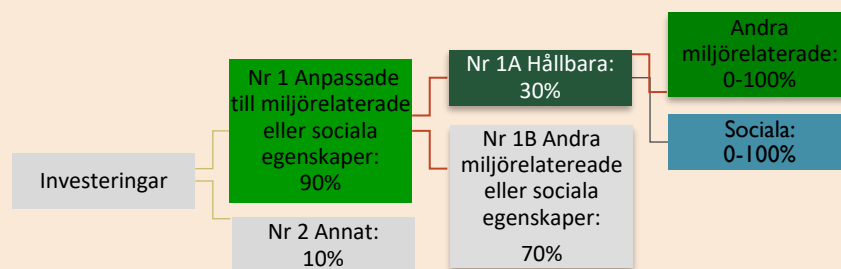 Investeringar
Nr 1 Anpassade
till miljörelaterade
eller sociala
egenskaper:
90%
Nr 2 Annat:
10%
Nr 1A Hållbara:
30%
Nr 1B Andra
miljörelatereade
eller sociala
egenskaper:
70%
Andra
miljörelaterade:
0-100%
Sociala:
0-100%